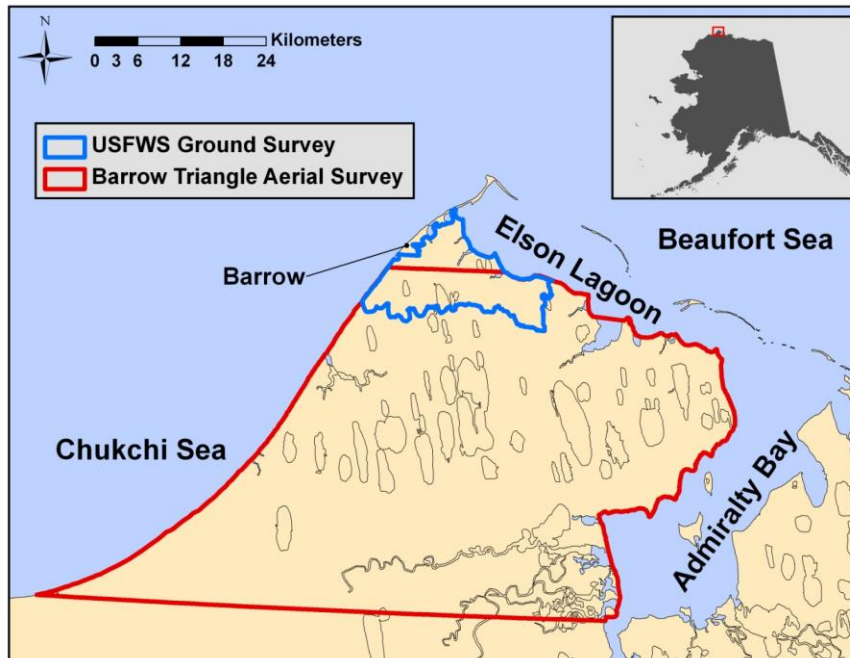 N
Kilometers
0 3 6 12 18 24
USFWS Ground Survey
Barrow Triangle Aerial Survey
Elson Lagoon
Beaufort Sea
Barrow
Chukchi Sea
Admiralty Bay